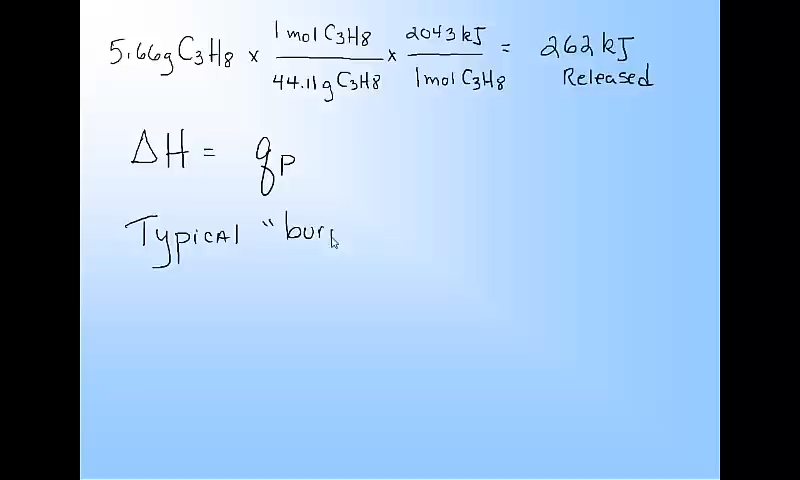 5.66g C3H8 × 1 mol C3H8 / 44.11g C3H8 × 2043 kJ / 1 mol C3H8 = 262 kJ Released
ΔH = qP
Typical "bur